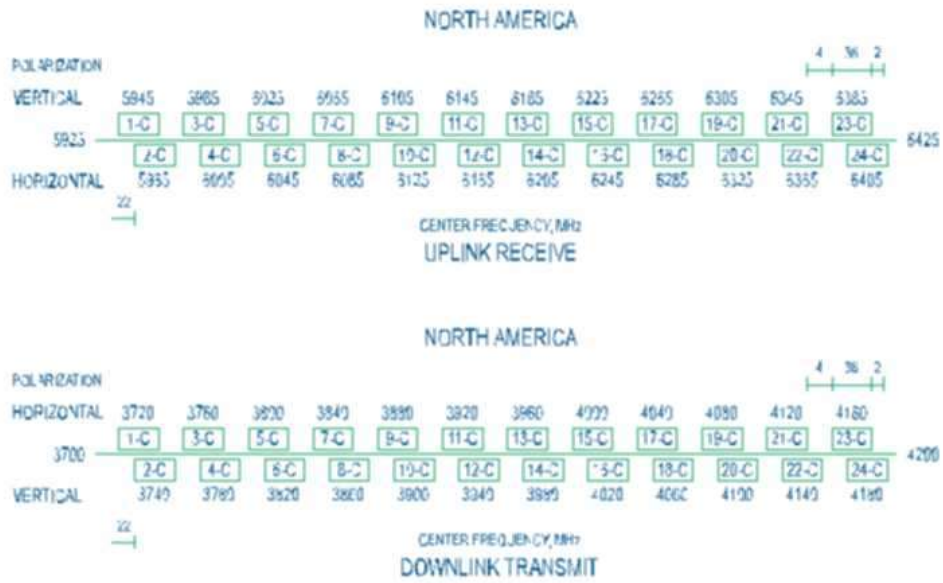 NORTH AMERICA
4 36 2
POLARIZATION
VERTICAL 5945 5985 6025 6065 6105 6145 6185 6225 6265 6305 6345 6385
1-C 3-C 5-C 7-C 9-C 11-C 13-C 15-C 17-C 19-C 21-C 23-C
5925 6425
2-C 4-C 6-C 8-C 10-C 12-C 14-C 16-C 18-C 20-C 22-C 24-C
HORIZONTAL 5965 6005 6045 6085 6125 6165 6205 6245 6285 6325 6365 6405
22
CENTER FREQUENCY, MHz
UPLINK RECEIVE
NORTH AMERICA
4 36 2
POLARIZATION
HORIZONTAL 3720 3760 3800 3840 3880 3920 3960 4000 4040 4080 4120 4160
1-C 3-C 5-C 7-C 9-C 11-C 13-C 15-C 17-C 19-C 21-C 23-C
3700 4200
2-C 4-C 6-C 8-C 10-C 12-C 14-C 16-C 18-C 20-C 22-C 24-C
VERTICAL 3740 3780 3820 3860 3900 3940 3980 4020 4060 4100 4140 4180
22
CENTER FREQUENCY, MHz
DOWNLINK TRANSMIT